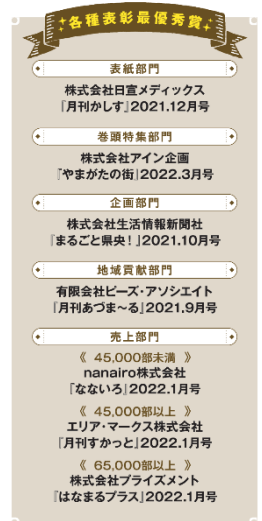 各種表彰最優秀賞
表紙部門
株式会社日宣メディックス
『月刊かしす』2021.12月号
巻頭特集部門
株式会社アイン企画
『やまがたの街』2022.3月号
企画部門
株式会社生活情報新聞社
『まるごと県央！』2021.10月号
地域貢献部門
有限会社ビーズ・アソシエイト
『月刊あづま～る』2021.9月号
売上部門
《 45,000部未満 》
nanairo株式会社
『なないろ』2022.1月号
《 45,000部以上 》
エリア・マークス株式会社
『月刊すかっと』2022.1月号
《 65,000部以上 》
株式会社プライズメント
『はなまるプラス』2022.1月号